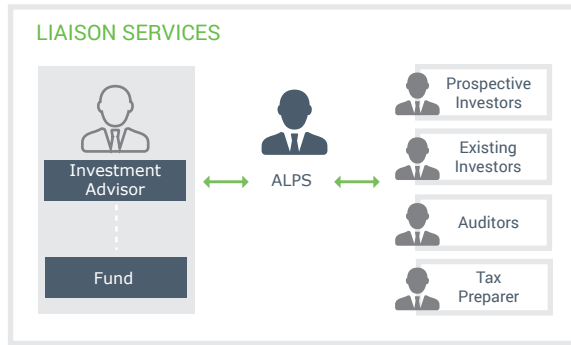 LIAISON SERVICES
Investment
Advisor
Fund
ALPS
Prospective
Investors
Existing
Investors
Auditors
Tax
Preparer